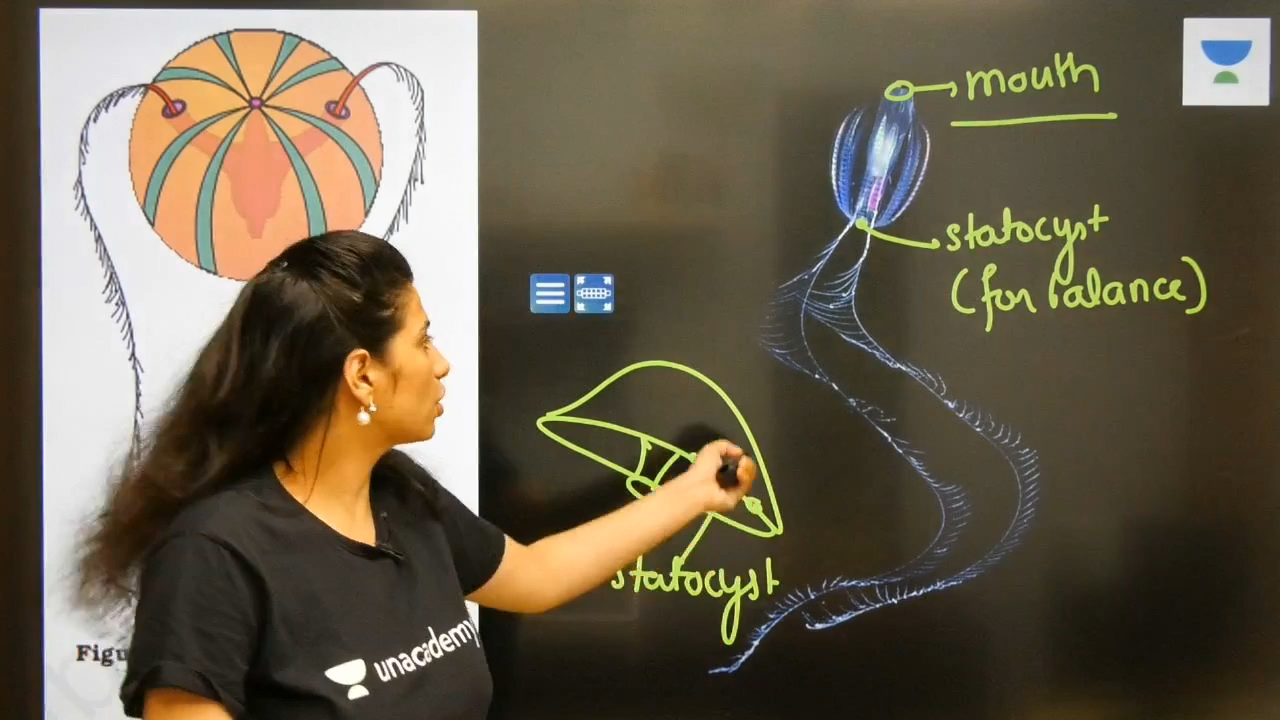 mouth
statocyst
(for balance)
statocyst
Figu
unacademy